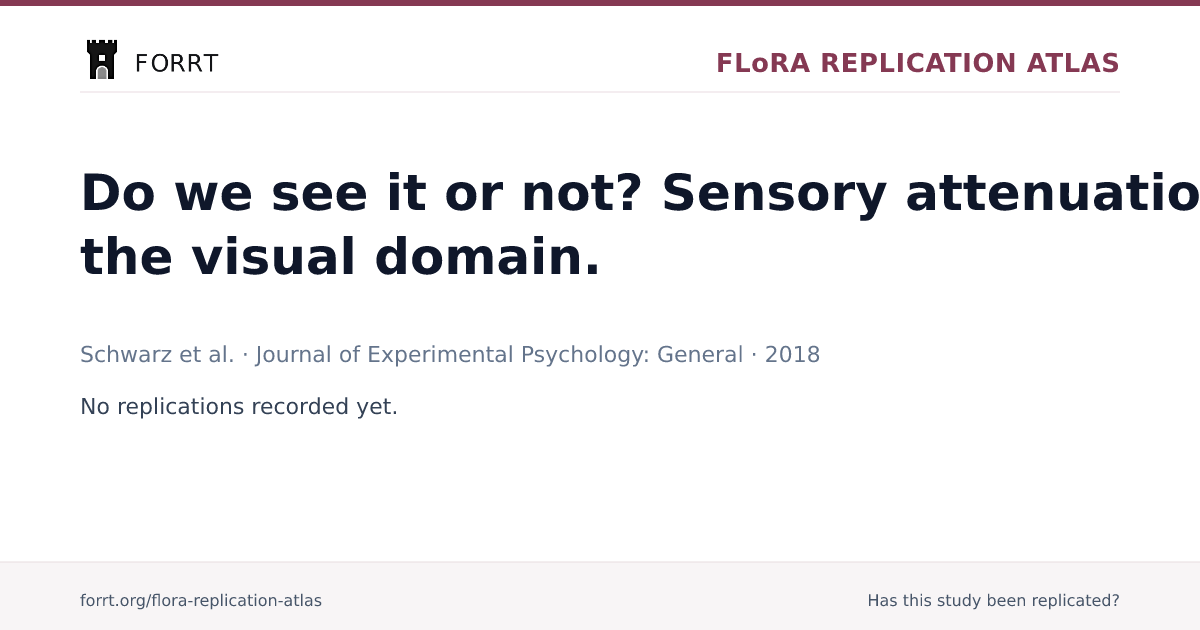 FORRT
FLoRA REPLICATION ATLAS
Do we see it or not? Sensory attenuatio
the visual domain.
Schwarz et al. · Journal of Experimental Psychology: General · 2018
No replications recorded yet.
forrt.org/flora-replication-atlas
Has this study been replicated?